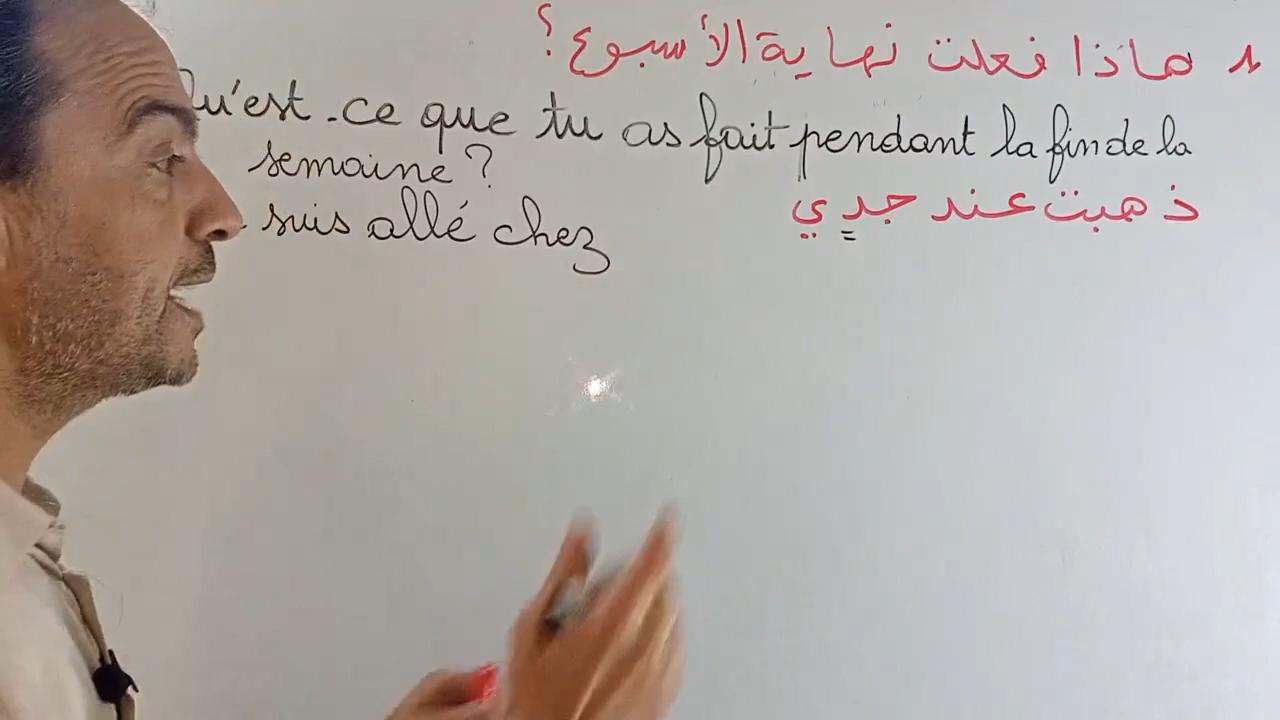 ماذا فعلت نهاية الأسبوع؟
Qu'est-ce que tu as fait pendant la fin de la
semaine?
suis allé chez
ذهبت عند جدي